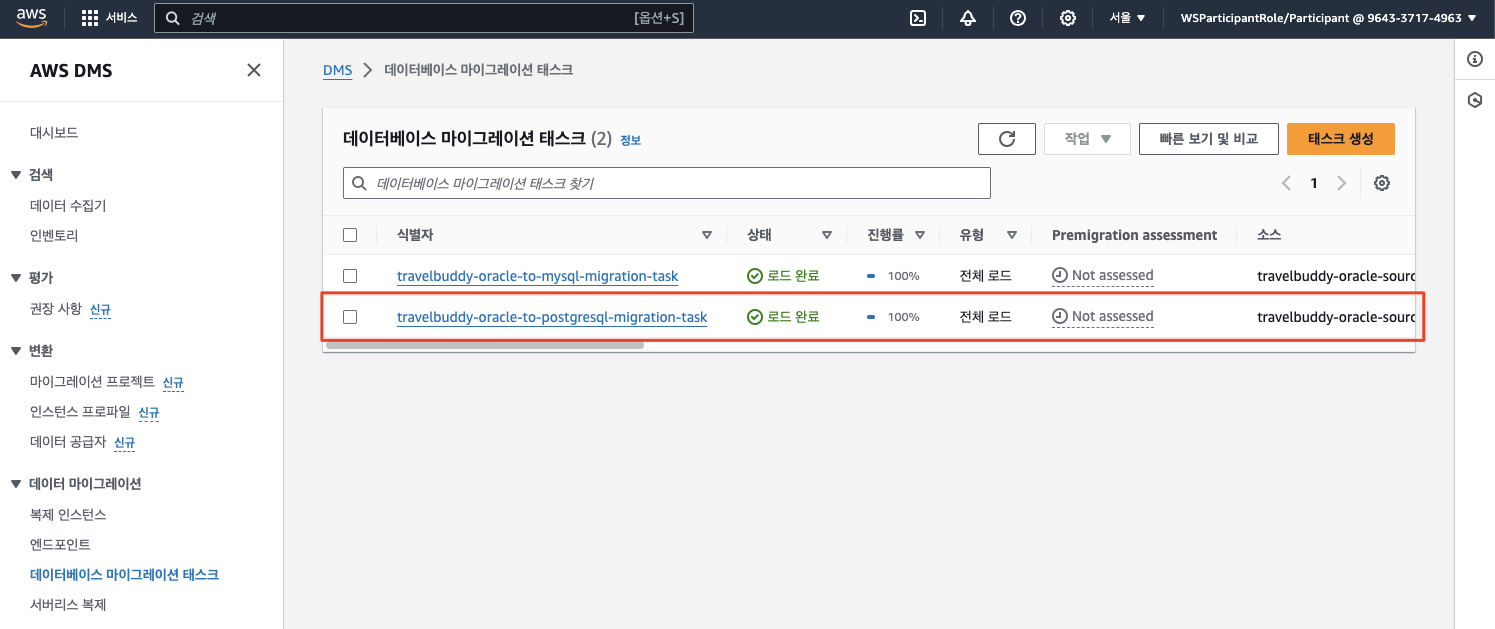 aws 서비스 검색 [옵션+S] 서울 ▼ WSParticipantRole/Participant @ 9643-3717-4963 ▼
AWS DMS
대시보드
▼ 검색
데이터 수집기
인벤토리
▼ 평가
권장 사항 신규
▼ 변환
마이그레이션 프로젝트 신규
인스턴스 프로파일 신규
데이터 공급자 신규
▼ 데이터 마이그레이션
복제 인스턴스
엔드포인트
데이터베이스 마이그레이션 태스크
서버리스 복제
DMS > 데이터베이스 마이그레이션 태스크
데이터베이스 마이그레이션 태스크 (2) 정보
작업 ▼ 빠른 보기 및 비교 태스크 생성
데이터베이스 마이그레이션 태스크 찾기
< 1 >
식별자 상태 진행률 유형 Premigration assessment 소스
travelbuddy-oracle-to-mysql-migration-task 로드 완료 100% 전체 로드 Not assessed travelbuddy-oracle-sourc
travelbuddy-oracle-to-postgresql-migration-task 로드 완료 100% 전체 로드 Not assessed travelbuddy-oracle-sourc